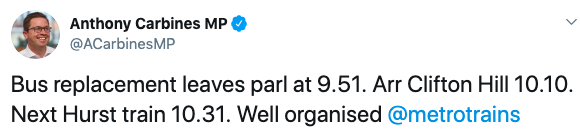 Anthony Carbines MP
@ACarbinesMP
Bus replacement leaves parl at 9.51. Arr Clifton Hill 10.10.
Next Hurst train 10.31. Well organised @metrotrains